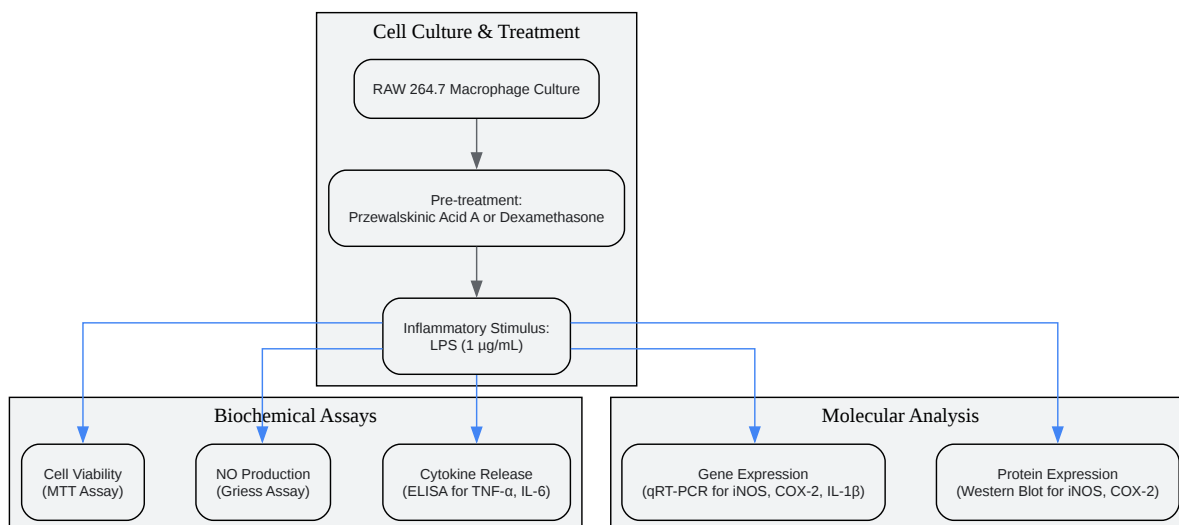 Cell Culture & Treatment
RAW 264.7 Macrophage Culture
Pre-treatment:
Przewalskinic Acid A or Dexamethasone
Inflammatory Stimulus:
LPS (1 µg/mL)
Biochemical Assays
Cell Viability
(MTT Assay)
NO Production
(Griess Assay)
Cytokine Release
(ELISA for TNF-α, IL-6)
Molecular Analysis
Gene Expression
(qRT-PCR for iNOS, COX-2, IL-1β)
Protein Expression
(Western Blot for iNOS, COX-2)